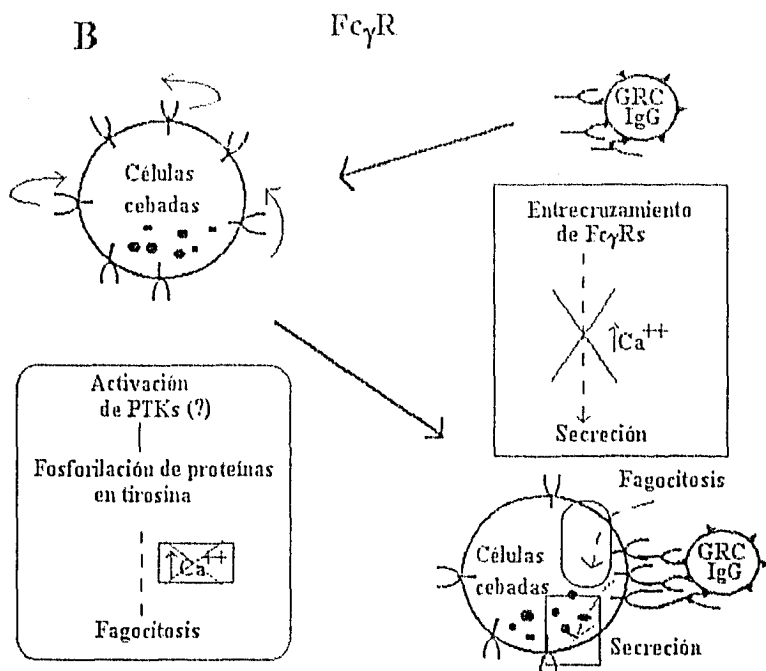 B
FcγR
GRC
IgG
Células
cebadas
Entrecruzamiento
de FcγRs
↑Ca++
Secreción
Activación
de PTKs (?)
Fosforilación de proteínas
en tirosina
↑Ca++
Fagocitosis
Fagocitosis
Células
cebadas
GRC
IgG
Secreción